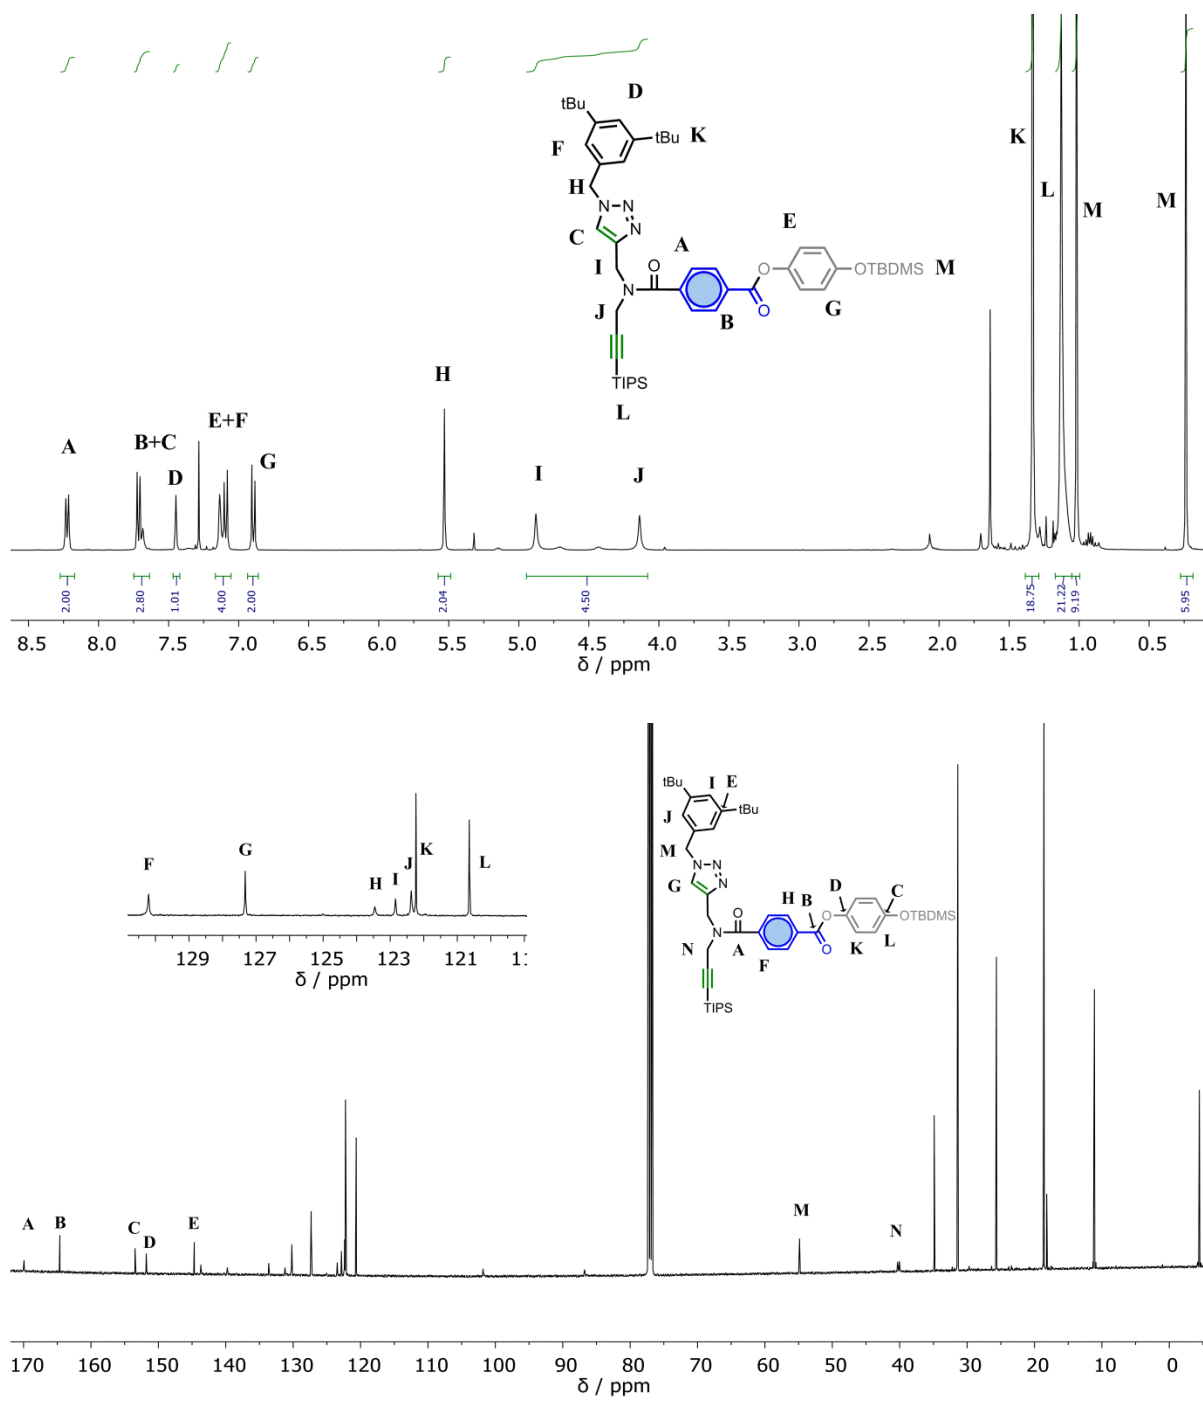 tBu
D
tBu
K
F
K
H
L
M
M
N
N
N
C
E
A
I
O
O
OTBDMS
M
N
O
G
J
B
H
TIPS
L
E+F
A
B+C
G
D
I
J
2.00
2.80
1.01
4.00
2.00
2.04
4.50
18.75
21.22
9.19
5.95
8.5 8.0 7.5 7.0 6.5 6.0 5.5 5.0 4.5 4.0 3.5 3.0 2.5 2.0 1.5 1.0 0.5
δ / ppm
tBu
I
E
tBu
J
K
G
F
M
L
J
N
N
I
H
G
N
B
D
C
H
O
O
OTBDMS
N
O
L
129 127 125 123 121 1
K
N
A
F
δ / ppm
TIPS
A
B
C
D
E
M
N
170 160 150 140 130 120 110 100 90 80 70 60 50 40 30 20 10 0
δ / ppm